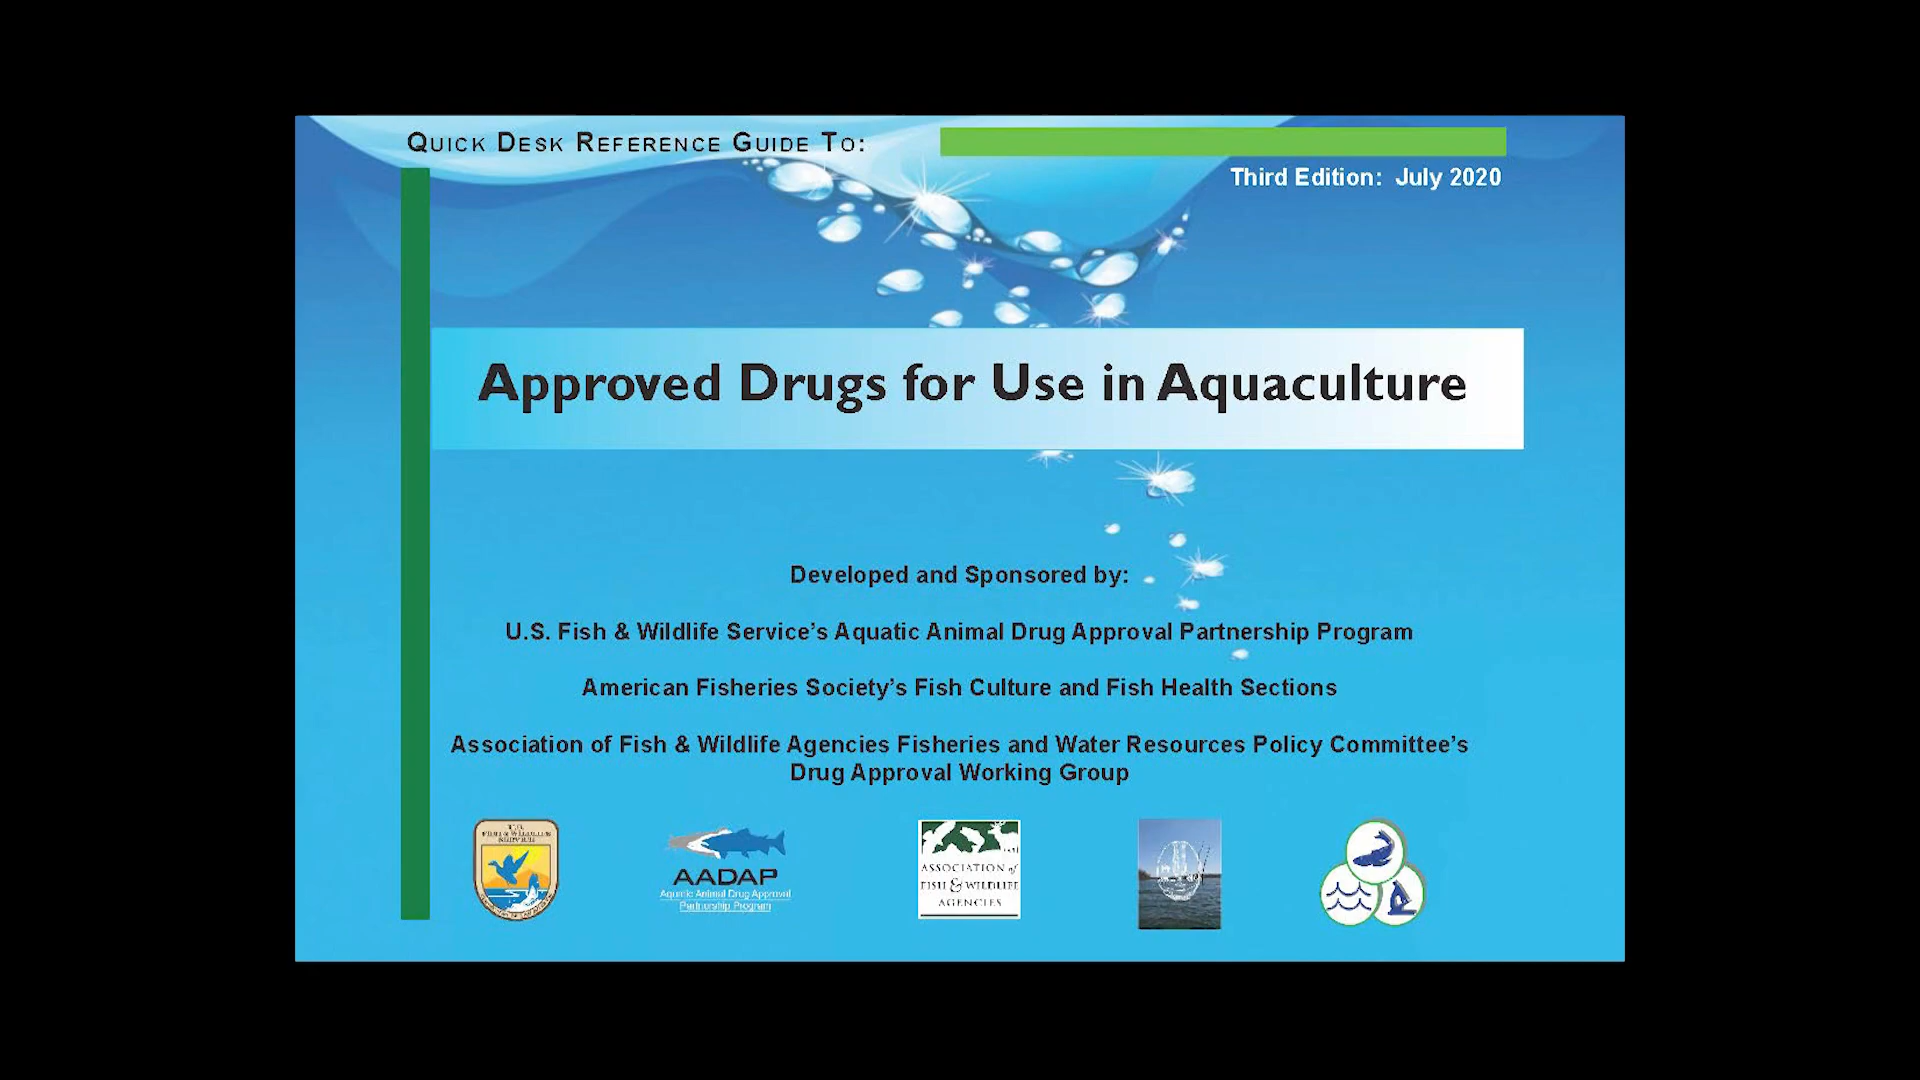 QUICK DESK REFERENCE GUIDE TO:
Third Edition: July 2020
Approved Drugs for Use in Aquaculture
Developed and Sponsored by:
U.S. Fish & Wildlife Service's Aquatic Animal Drug Approval Partnership Program
American Fisheries Society's Fish Culture and Fish Health Sections
Association of Fish & Wildlife Agencies Fisheries and Water Resources Policy Committee's
Drug Approval Working Group
U.S.
FISH & WILDLIFE
SERVICE
AADAP
Aquatic Animal Drug Approval
Partnership Program
ASSOCIATION of
FISH & WILDLIFE
AGENCIES